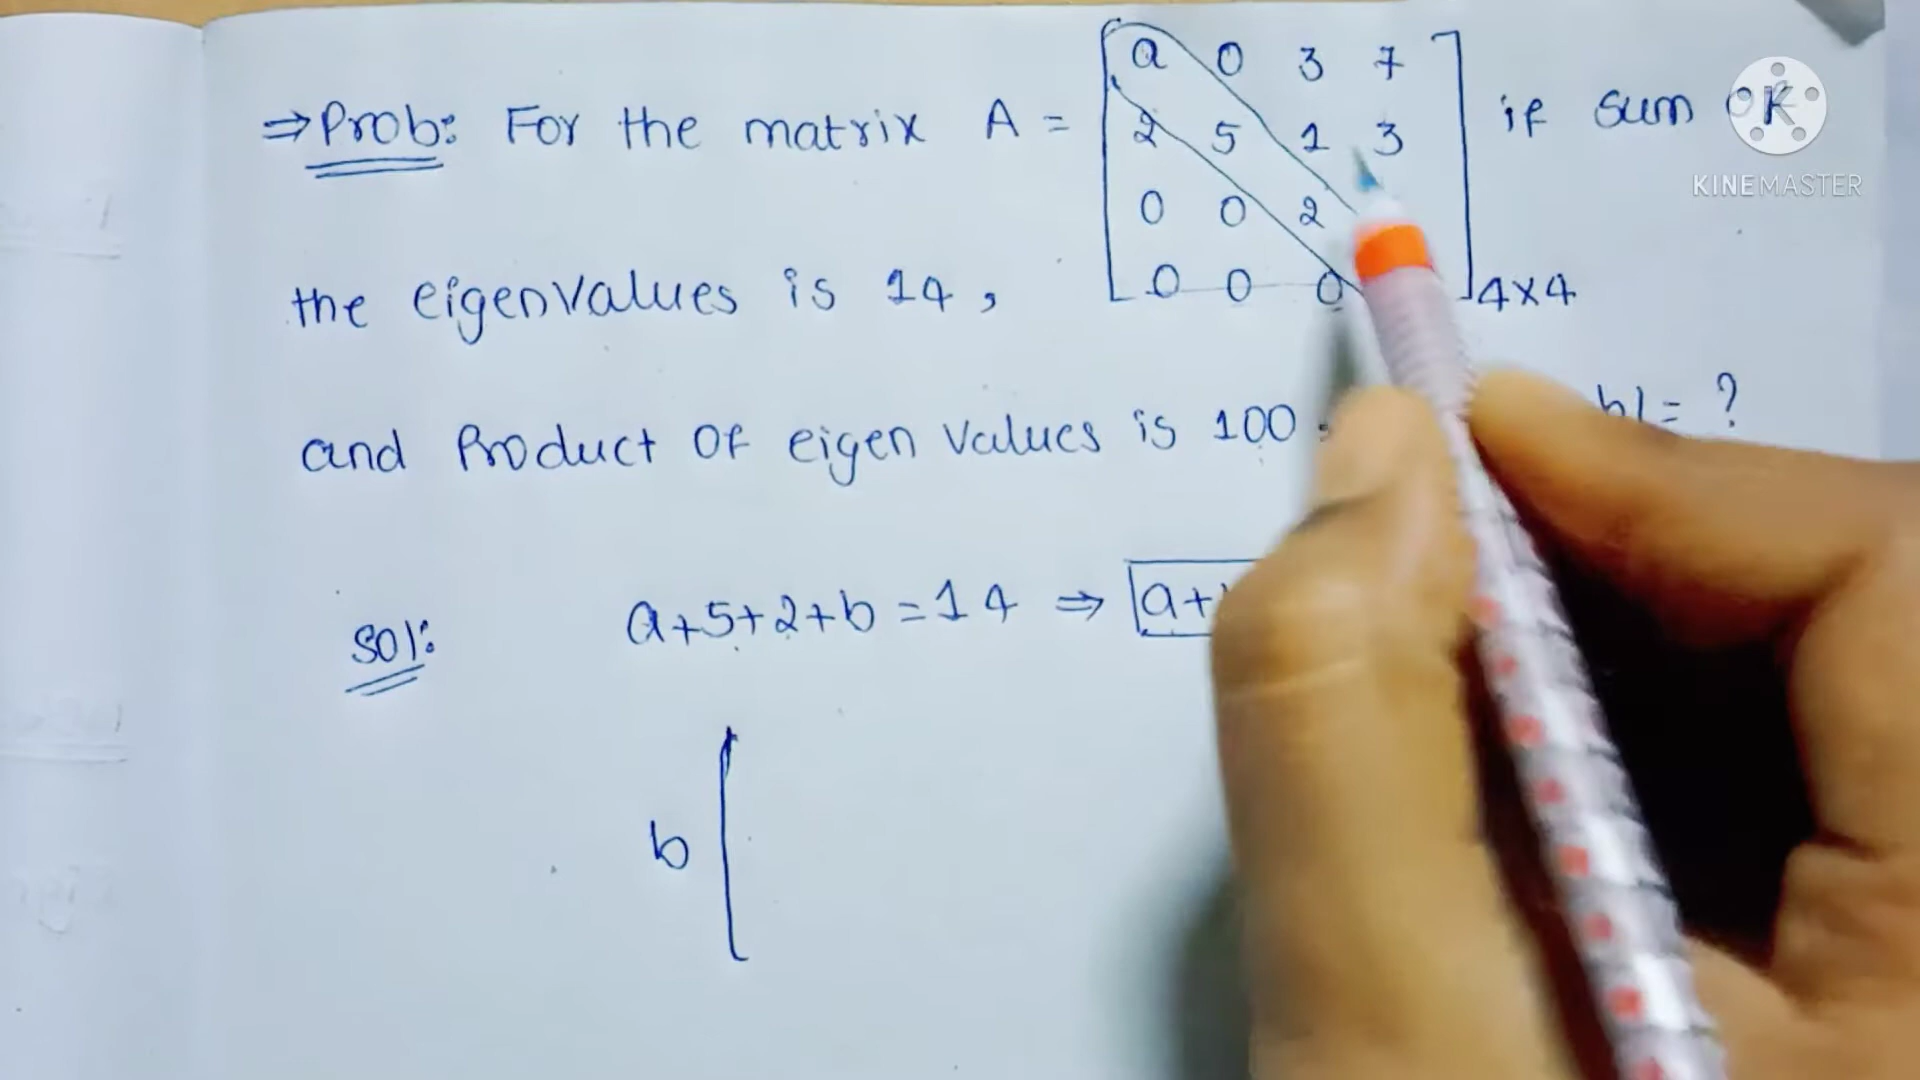 ⇒Prob: For the matrix A = [a 0 3 7
2 5 1 3
0 0 2
0 0 0 ]4×4 if sum
the eigenvalues is 14,
and Product Of eigen values is 100. = ?
Sol: a+5+2+b = 14 ⇒ a+
b
K
KINEMASTER